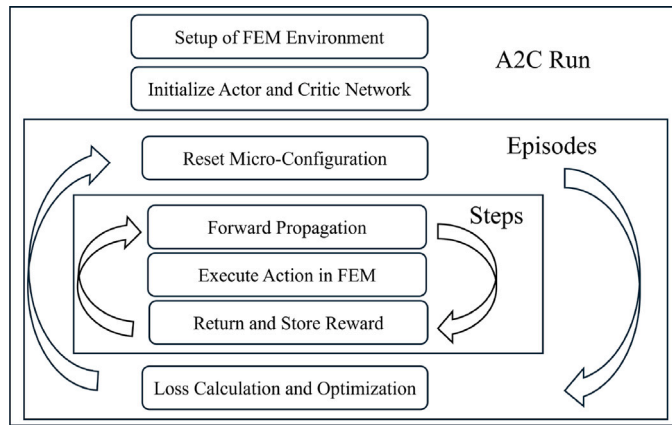 Setup of FEM Environment
A2C Run
Initialize Actor and Critic Network
Episodes
Reset Micro-Configuration
Steps
Forward Propagation
Execute Action in FEM
Return and Store Reward
Loss Calculation and Optimization